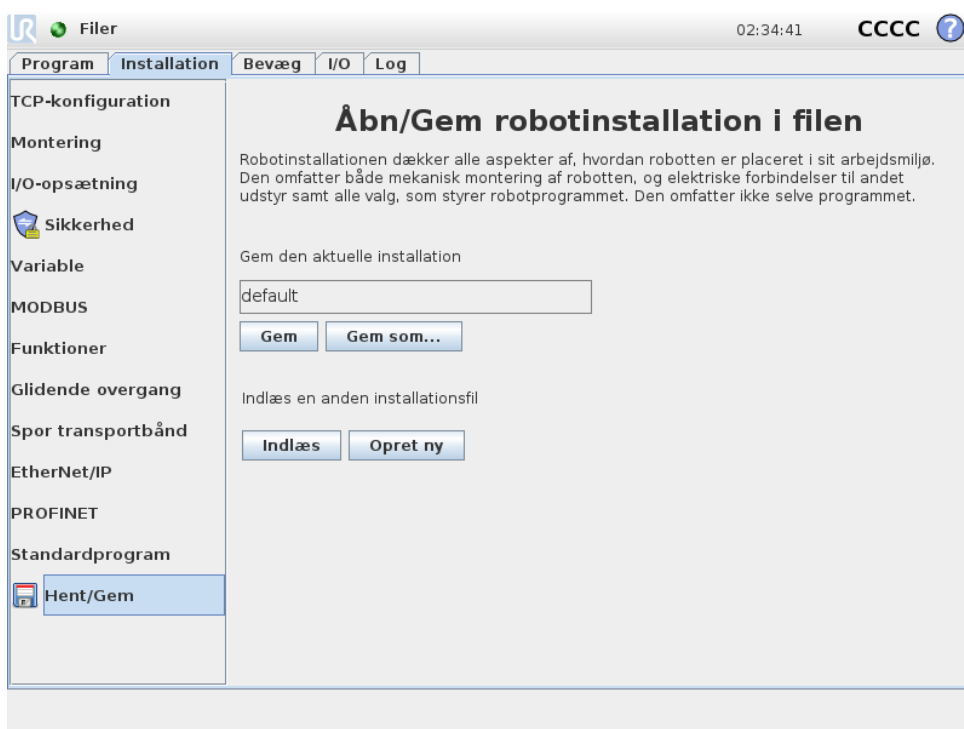 UR Filer 02:34:41 CCCC ?
Program Installation Bevæg I/O Log
TCP-konfiguration
Montering
I/O-opsætning
Sikkerhed
Variable
MODBUS
Funktioner
Glidende overgang
Spor transportbånd
EtherNet/IP
PROFINET
Standardprogram
Hent/Gem
Åbn/Gem robotinstallation i filen
Robotinstallationen dækker alle aspekter af, hvordan robotten er placeret i sit arbejdsmiljø.
Den omfatter både mekanisk montering af robotten, og elektriske forbindelser til andet
udstyr samt alle valg, som styrer robotprogrammet. Den omfatter ikke selve programmet.
Gem den aktuelle installation
default
Gem Gem som...
Indlæs en anden installationsfil
Indlæs Opret ny